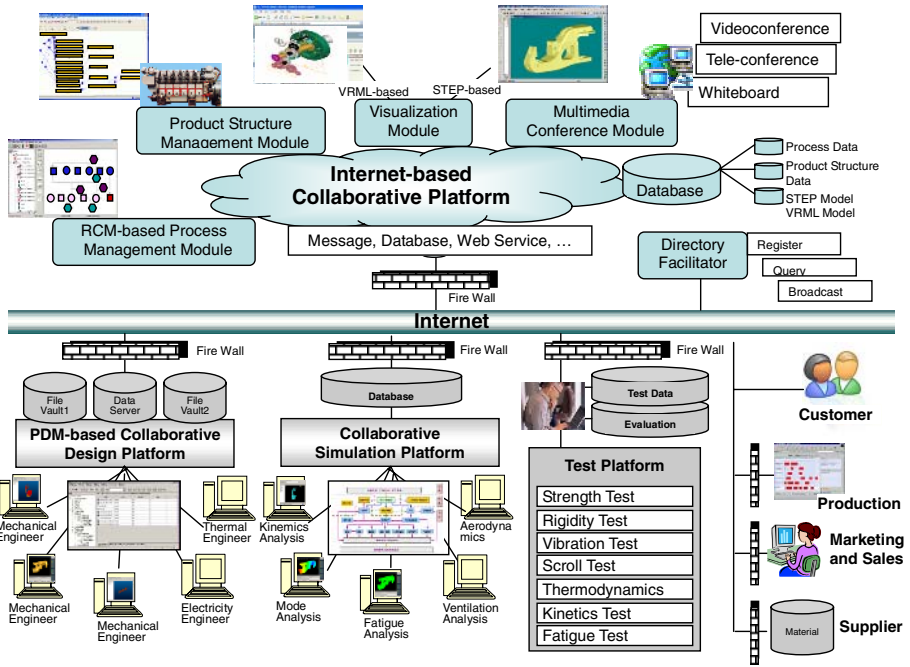 Videoconference
Tele-conference
Whiteboard
VRML-based
STEP-based
Product Structure
Management Module
Visualization
Module
Multimedia
Conference Module
Internet-based
Collaborative Platform
Database
Process Data
Product Structure
Data
STEP Model
VRML Model
RCM-based Process
Management Module
Message, Database, Web Service, …
Directory
Facilitator
Register
Query
Broadcast
Fire Wall
Internet
Fire Wall
Fire Wall
Fire Wall
File
Vault1
Data
Server
File
Vault2
PDM-based Collaborative
Design Platform
Mechanical
Engineer
Thermal
Engineer
Mechanical
Engineer
Mechanical
Engineer
Electricity
Engineer
Database
Collaborative
Simulation Platform
Kinemics
Analysis
Aerodyna
mics
Mode
Analysis
Fatigue
Analysis
Ventilation
Analysis
Test Data
Evaluation
Test Platform
Strength Test
Rigidity Test
Vibration Test
Scroll Test
Thermodynamics
Kinetics Test
Fatigue Test
Customer
Production
Marketing
and Sales
Material
Supplier